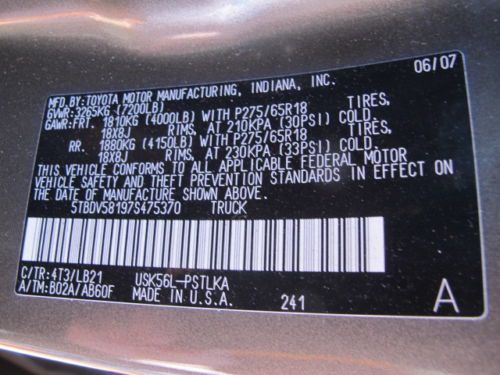 MFD. BY: TOYOTA MOTOR MANUFACTURING, INDIANA, INC. 06/07
GVWR: 3265KG (7200LB)
GAWR: FRT. 1810KG (4000LB) WITH P275/65R18 TIRES,
18X8J RIMS, AT 210KPA (30PSI) COLD.
RR. 1880KG (4150LB) WITH P275/65R18 TIRES,
18X8J RIMS, AT 230KPA (33PSI) COLD.
THIS VEHICLE CONFORMS TO ALL APPLICABLE FEDERAL MOTOR
VEHICLE SAFETY AND THEFT PREVENTION STANDARDS IN EFFECT ON
THE DATE OF MANUFACTURE SHOWN ABOVE.
5TBDV58197S475370 TRUCK
C/TR: 4T3/LB21 USK56L-PSTLKA
A/TM: B02A/AB60F MADE IN U.S.A. 241 A